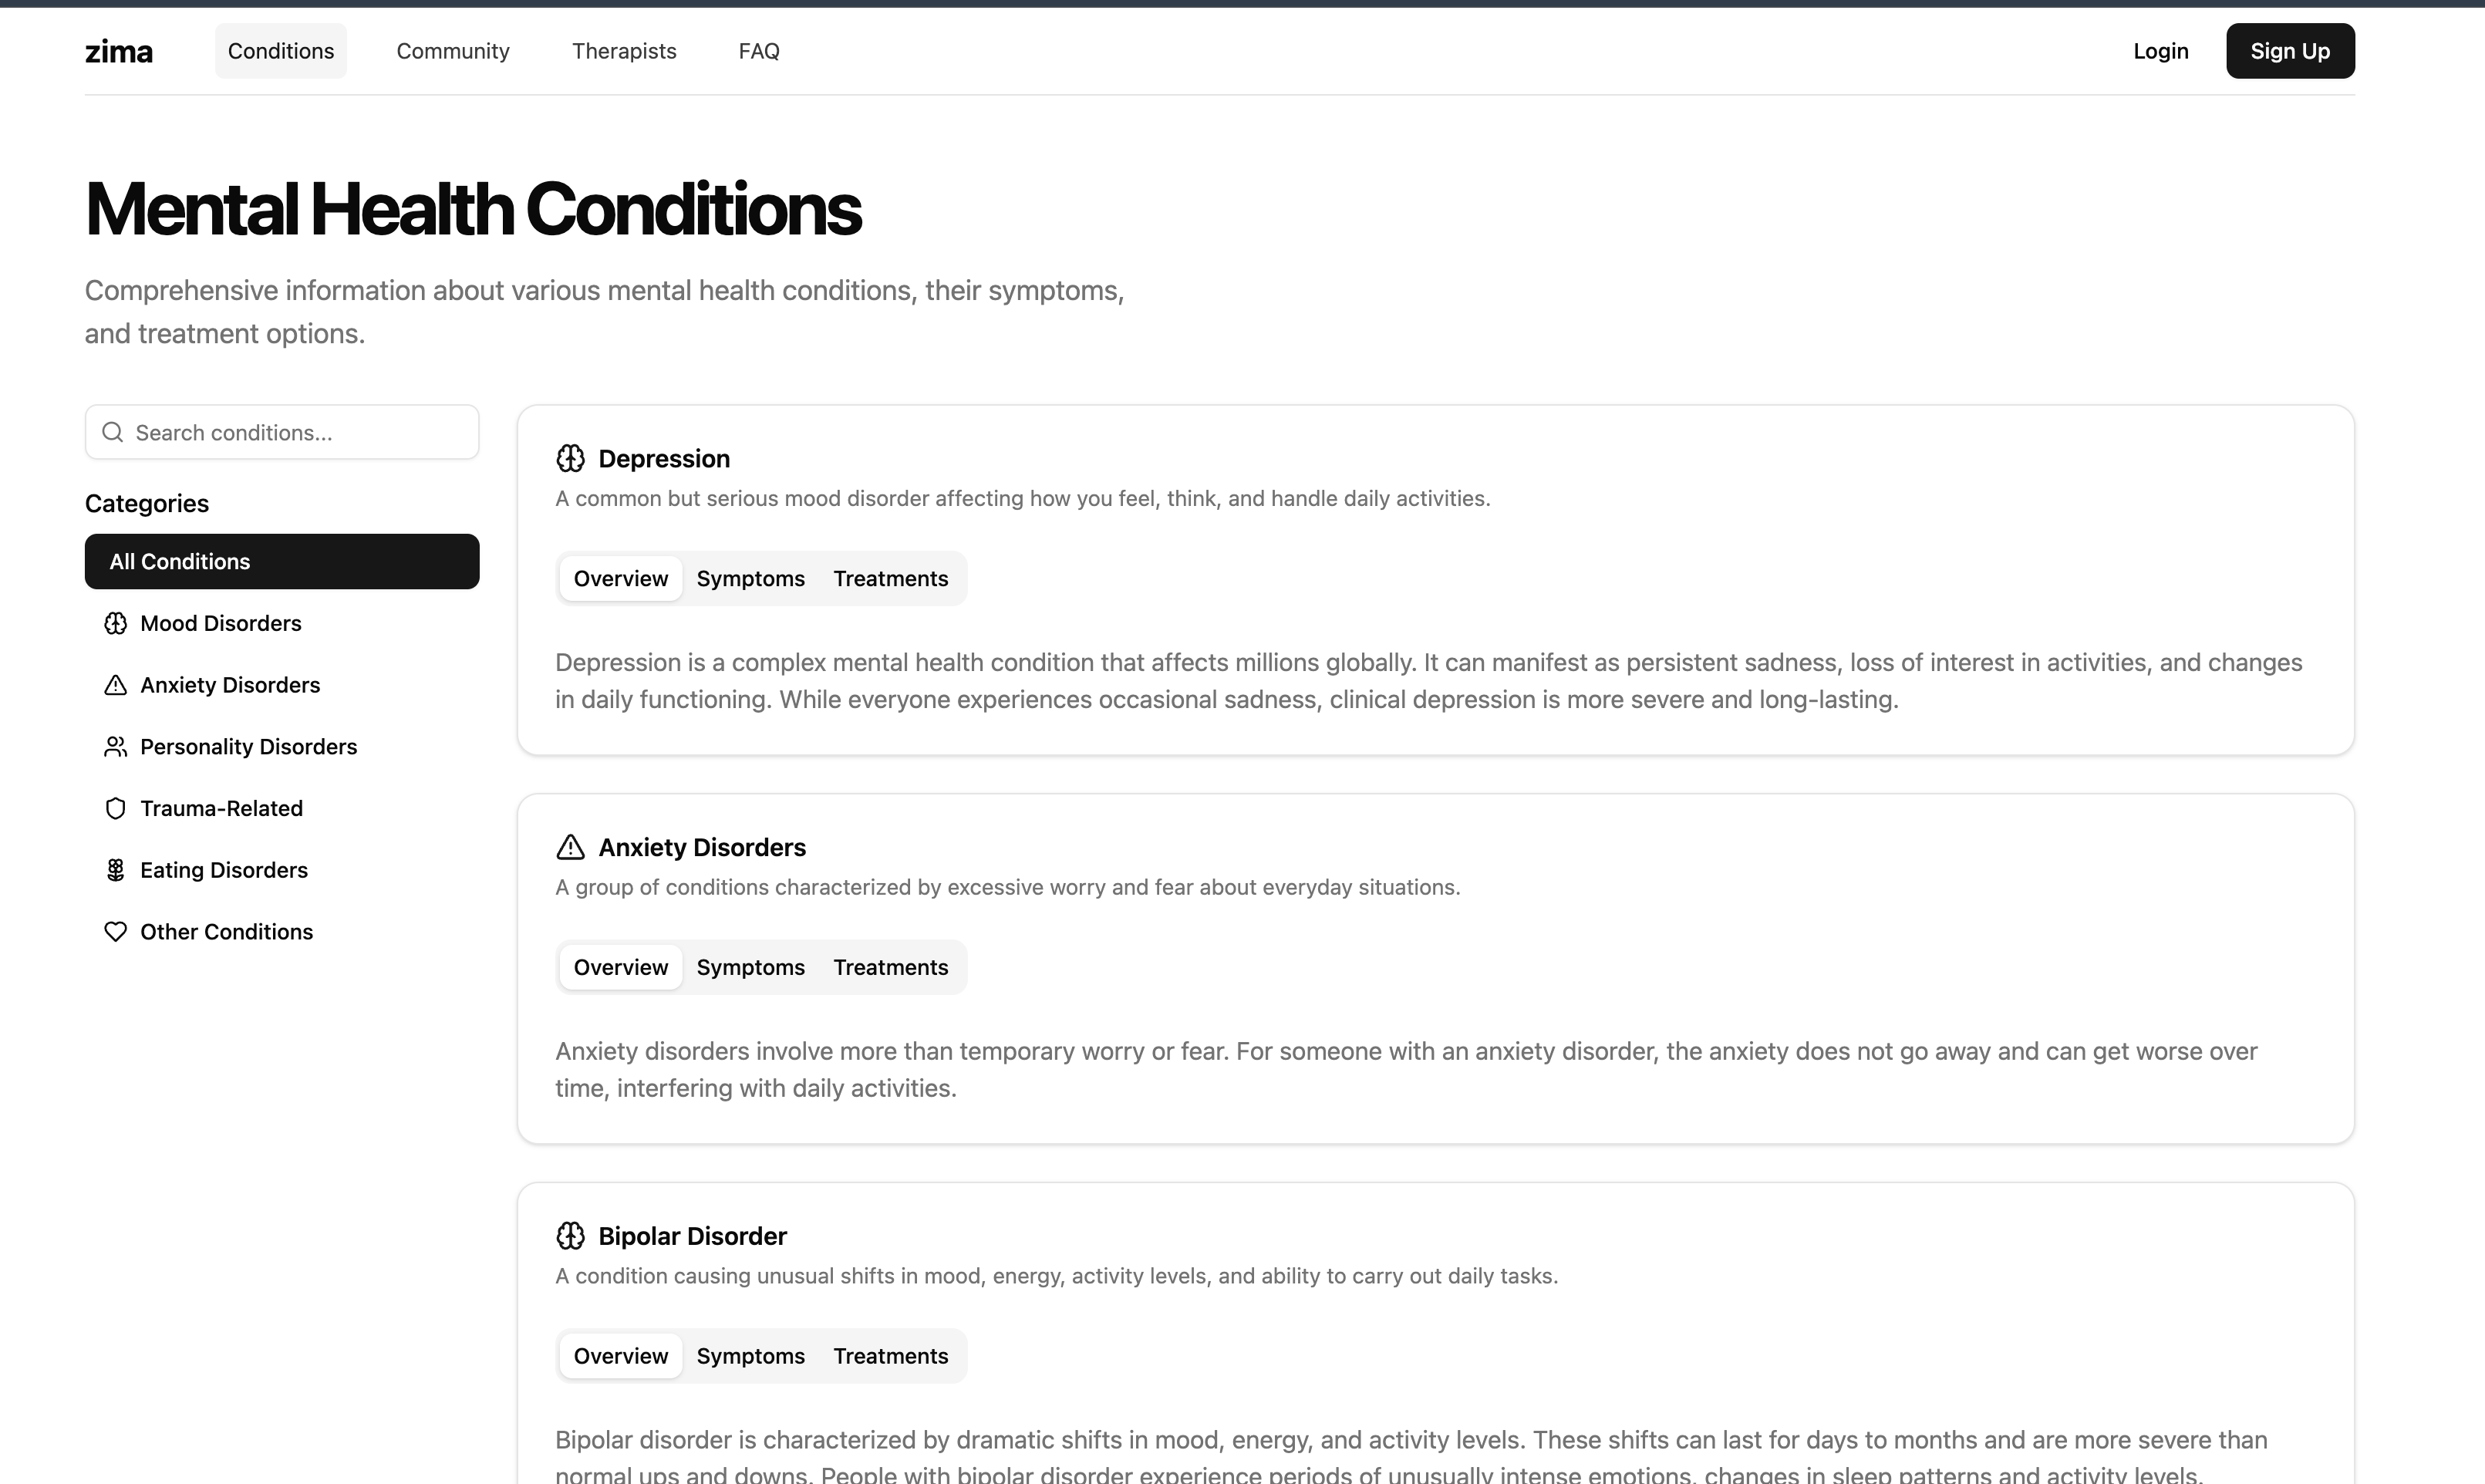 zima
Conditions
Community
Therapists
FAQ
Login
Sign Up
Mental Health Conditions
Comprehensive information about various mental health conditions, their symptoms,
and treatment options.
Search conditions...
Categories
All Conditions
Mood Disorders
Anxiety Disorders
Personality Disorders
Trauma-Related
Eating Disorders
Other Conditions
Depression
A common but serious mood disorder affecting how you feel, think, and handle daily activities.
Overview
Symptoms
Treatments
Depression is a complex mental health condition that affects millions globally. It can manifest as persistent sadness, loss of interest in activities, and changes
in daily functioning. While everyone experiences occasional sadness, clinical depression is more severe and long-lasting.
Anxiety Disorders
A group of conditions characterized by excessive worry and fear about everyday situations.
Overview
Symptoms
Treatments
Anxiety disorders involve more than temporary worry or fear. For someone with an anxiety disorder, the anxiety does not go away and can get worse over
time, interfering with daily activities.
Bipolar Disorder
A condition causing unusual shifts in mood, energy, activity levels, and ability to carry out daily tasks.
Overview
Symptoms
Treatments
Bipolar disorder is characterized by dramatic shifts in mood, energy, and activity levels. These shifts can last for days to months and are more severe than
normal ups and downs. People with bipolar disorder experience periods of unusually intense emotions, changes in sleep patterns and activity levels.